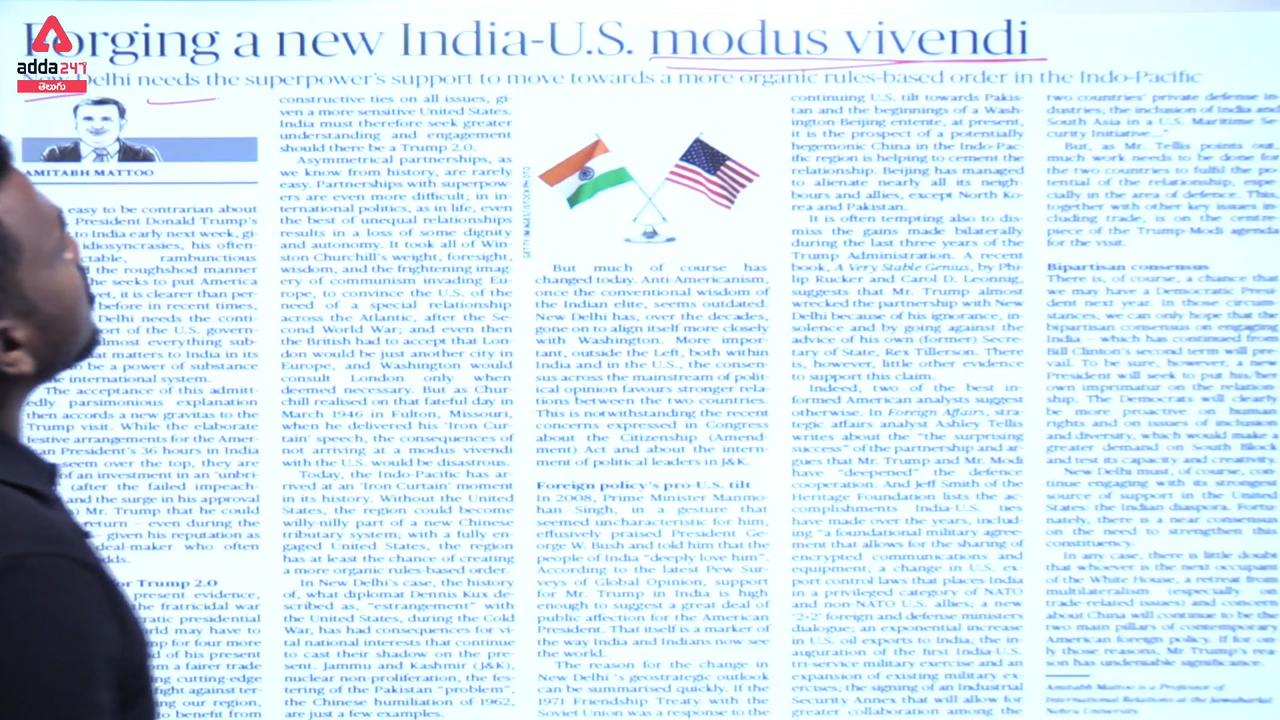 adda 247
తెలుగు
Forging a new India-U.S. modus vivendi
New Delhi needs the superpower's support to move towards a more organic rules-based order in the Indo-Pacific
AMITABH MATTOO
easy to be contrarian about
President Donald Trump's
to India early next week, gi-
idiosyncrasies, his often-
rambunctious
the roughshod manner
he seeks to put America
it is clearer than per-
before in recent times,
Delhi needs the conti-
of the U.S. govern-
almost everything sub-
that matters to India in its
be a power of substance
international system.
The acceptance of this admitt-
edly parsimonious explanation
then accords a new gravitas to the
Trump visit. While the elaborate
festive arrangements for the Amer-
ican President's 36 hours in India
seem over the top, they are
of an investment in an 'unbri-
(after the failed impeach-
and the surge in his approval
Mr. Trump that he could
return – even during the
given his reputation as
deal-maker who often
for Trump 2.0
present evidence,
the fratricidal war
presidential
may have to
for four more
of his present
a fairer trade
cutting-edge
fight against ter-
our region,
to benefit from
constructive ties on all issues, gi-
ven a more sensitive United States.
India must therefore seek greater
understanding and engagement
should there be a Trump 2.0.
Asymmetrical partnerships, as
we know from history, are rarely
easy. Partnerships with superpow-
ers are even more difficult; in in-
ternational politics, as in life, even
the best of unequal relationships
results in a loss of some dignity
and autonomy. It took all of Win-
ston Churchill's weight, foresight,
wisdom, and the frightening imag-
ery of communism invading Eu-
rope, to convince the U.S. of the
need of a special relationship
across the Atlantic, after the Se-
cond World War; and even then
the British had to accept that Lon-
don would be just another city in
Europe, and Washington would
consult London only when
deemed necessary. But as Chur-
chill realised on that fateful day in
March 1946 in Fulton, Missouri,
when he delivered his 'Iron Cur-
tain' speech, the consequences of
not arriving at a modus vivendi
with the U.S. would be disastrous.
Today, the Indo-Pacific has ar-
rived at an 'Iron Curtain' moment
in its history. Without the United
States, the region could become
willy-nilly part of a new Chinese
tributary system; with a fully en-
gaged United States, the region
has at least the chance of creating
a more organic rules-based order.
In New Delhi's case, the history
of, what diplomat Dennis Kux de-
scribed as, "estrangement" with
the United States, during the Cold
War, has had consequences for vi-
tal national interests that continue
to cast their shadow on the pre-
sent. Jammu and Kashmir (J&K),
nuclear non-proliferation, the fes-
tering of the Pakistan "problem",
the Chinese humiliation of 1962,
are just a few examples.
GETTY IMAGES/ISTOCKPHOTO
But much of course has
changed today. Anti-Americanism,
once the conventional wisdom of
the Indian elite, seems outdated.
New Delhi has, over the decades,
gone on to align itself more closely
with Washington. More impor-
tant, outside the Left, both within
India and in the U.S., the consen-
sus across the mainstream of polit-
ical opinion favours stronger rela-
tions between the two countries.
This is notwithstanding the recent
concerns expressed in Congress
about the Citizenship (Amend-
ment) Act and about the intern-
ment of political leaders in J&K.
Foreign policy's pro-U.S. tilt
In 2008, Prime Minister Manmo-
han Singh, in a gesture that
seemed uncharacteristic for him,
effusively praised President Ge-
orge W. Bush and told him that the
people of India "deeply love him".
According to the latest Pew Sur-
veys of Global Opinion, support
for Mr. Trump in India is high
enough to suggest a great deal of
public affection for the American
President. That itself is a marker of
the way India and Indians now see
the world.
The reason for the change in
New Delhi 's geostrategic outlook
can be summarised quickly. If the
1971 Friendship Treaty with the
Soviet Union was a response to the
continuing U.S. tilt towards Pakis-
tan and the beginnings of a Wash-
ington-Beijing entente, at present,
it is the prospect of a potentially
hegemonic China in the Indo-Pac-
ific region is helping to cement the
relationship. Beijing has managed
to alienate nearly all its neigh-
bours and allies, except North Ko-
rea and Pakistan.
It is often tempting also to dis-
miss the gains made bilaterally
during the last three years of the
Trump Administration. A recent
book, A Very Stable Genius, by Phi-
lip Rucker and Carol D. Leonnig,
suggests that Mr. Trump almost
wrecked the partnership with New
Delhi because of his ignorance, in-
solence and by going against the
advice of his own (former) Secre-
tary of State, Rex Tillerson. There
is, however, little other evidence
to support this claim.
Indeed, two of the best in-
formed American analysts suggest
otherwise. In Foreign Affairs, stra-
tegic affairs analyst Ashley Tellis
writes about "the surprising
success" of the partnership and ar-
gues that Mr. Trump and Mr. Modi
have "deepened" the defence
cooperation. And Jeff Smith of the
Heritage Foundation lists the ac-
complishments India-U.S. ties
have made over the years, includ-
ing "a foundational military agree-
ment that allows for the sharing of
encrypted communications and
equipment; a change in U.S. ex-
port control laws that places India
in a privileged category of NATO
and non-NATO U.S. allies; a new
'2+2' foreign and defense ministers
dialogue; an exponential increase
in U.S. oil exports to India; the in-
auguration of the first India-U.S.
tri-service military exercise and an
expansion of existing military ex-
ercises; the signing of an Industrial
Security Annex that will allow for
greater collaboration among the
two countries' private defense in-
dustries; the inclusion of India and
South Asia in a U.S. Maritime Se-
curity Initiative..."
But, as Mr. Tellis points out,
much work needs to be done for
the two countries to fulfil the po-
tential of the relationship, espe-
cially in the area of defence. This,
together with other key issues in-
cluding trade, is on the centre-
piece of the Trump-Modi agenda
for the visit.
Bipartisan consensus
There is, of course, a chance that
we may have a Democratic Presi-
dent next year. In those circum-
stances, we can only hope that the
bipartisan consensus on engaging
India – which has continued from
Bill Clinton's second term will pre-
vail. To be sure, however, a new
President will seek to put his/her
own imprimatur on the relation-
ship. The Democrats will clearly
be more proactive on human
rights and on issues of inclusion
and diversity, which would make a
greater demand on South Block
and test its capacity and creativity.
New Delhi must, of course, con-
tinue engaging with its strongest
source of support in the United
States: the Indian diaspora. Fortu-
nately, there is a near consensus
on the need to strengthen this
constituency.
In any case, there is little doubt
that whoever is the next occupant
of the White House, a retreat from
multilateralism (especially on
trade-related issues) and concern
about China will continue to be the
two main pillars of contemporary
American foreign policy. If for on-
ly those reasons, Mr Trump's rea-
son has undeniable significance.
Amitabh Mattoo is a Professor of
International Relations at the Jawaharlal
Nehru University